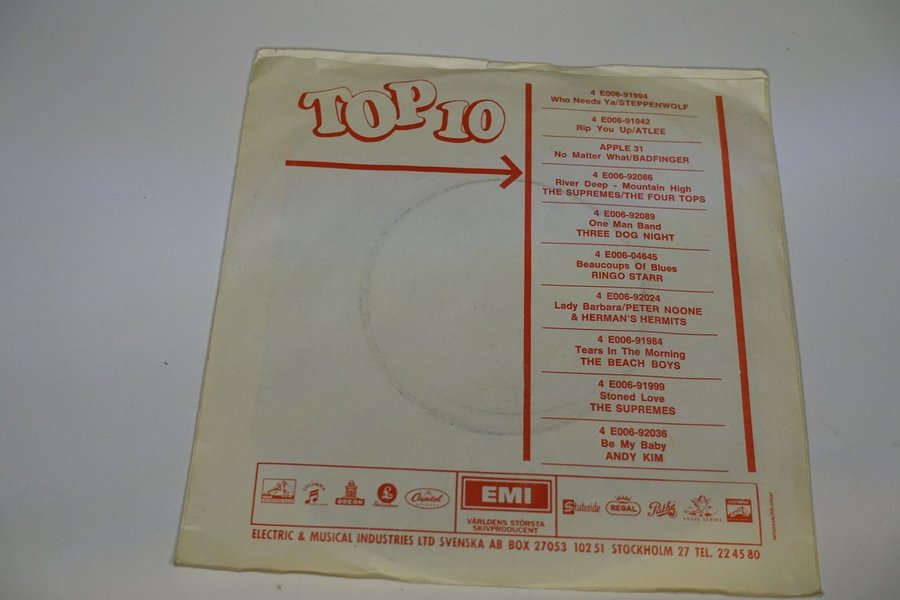 TOP 10
4 E006-91994
Who Needs Ya/STEPPENWOLF
4 E006-91942
Rip You Up/ATLEE
APPLE 31
No Matter What/BADFINGER
4 E006-92086
River Deep - Mountain High
THE SUPREMES/THE FOUR TOPS
4 E006-92089
One Man Band
THREE DOG NIGHT
4 E006-04645
Beaucoups Of Blues
RINGO STARR
4 E006-92024
Lady Barbara/PETER NOONE
& HERMAN'S HERMITS
4 E006-91984
Tears In The Morning
THE BEACH BOYS
4 E006-91999
Stoned Love
THE SUPREMES
4 E006-92036
Be My Baby
ANDY KIM
COLUMBIA
ODEON
Parlophone
Capitol
EMI
VÄRLDENS STÖRSTA
SKIVPRODUCENT
Stateside
REGAL
Pathé
ANGEL SERIES
ELECTRIC & MUSICAL INDUSTRIES LTD SVENSKA AB BOX 27053 102 51 STOCKHOLM 27 TEL. 22 45 80